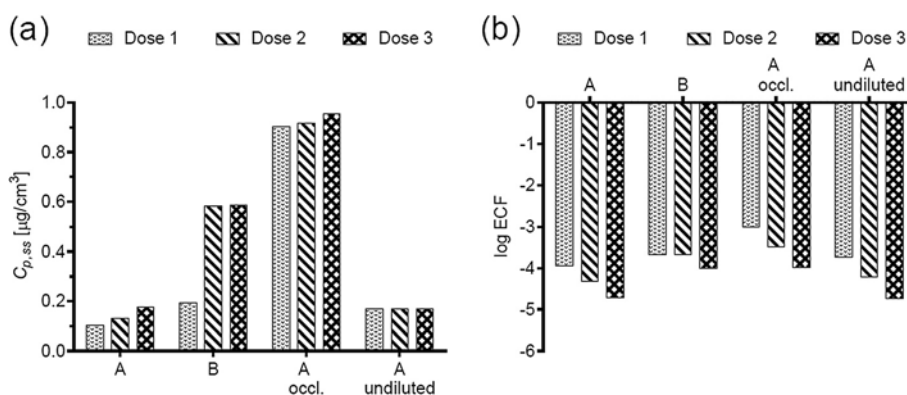 (a)
Dose 1 Dose 2 Dose 3
C_{p,ss} [µg/cm³]
1.0
0.8
0.6
0.4
0.2
0.0
A B A occl. A undiluted
(b)
Dose 1 Dose 2 Dose 3
A B A occl. A undiluted
log ECF
0
-1
-2
-3
-4
-5
-6